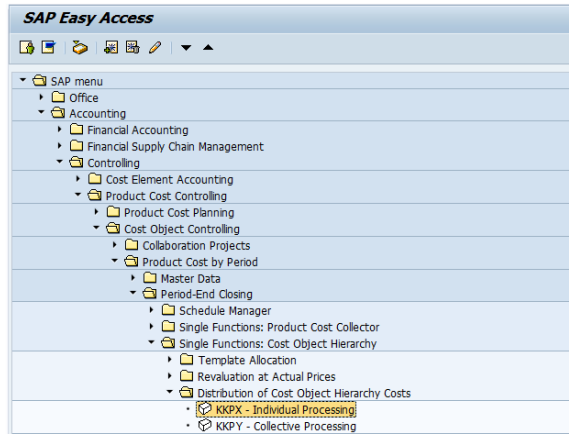 SAP Easy Access
SAP menu
Office
Accounting
Financial Accounting
Financial Supply Chain Management
Controlling
Cost Element Accounting
Product Cost Controlling
Product Cost Planning
Cost Object Controlling
Collaboration Projects
Product Cost by Period
Master Data
Period-End Closing
Schedule Manager
Single Functions: Product Cost Collector
Single Functions: Cost Object Hierarchy
Template Allocation
Revaluation at Actual Prices
Distribution of Cost Object Hierarchy Costs
KKPX - Individual Processing
KKPY - Collective Processing